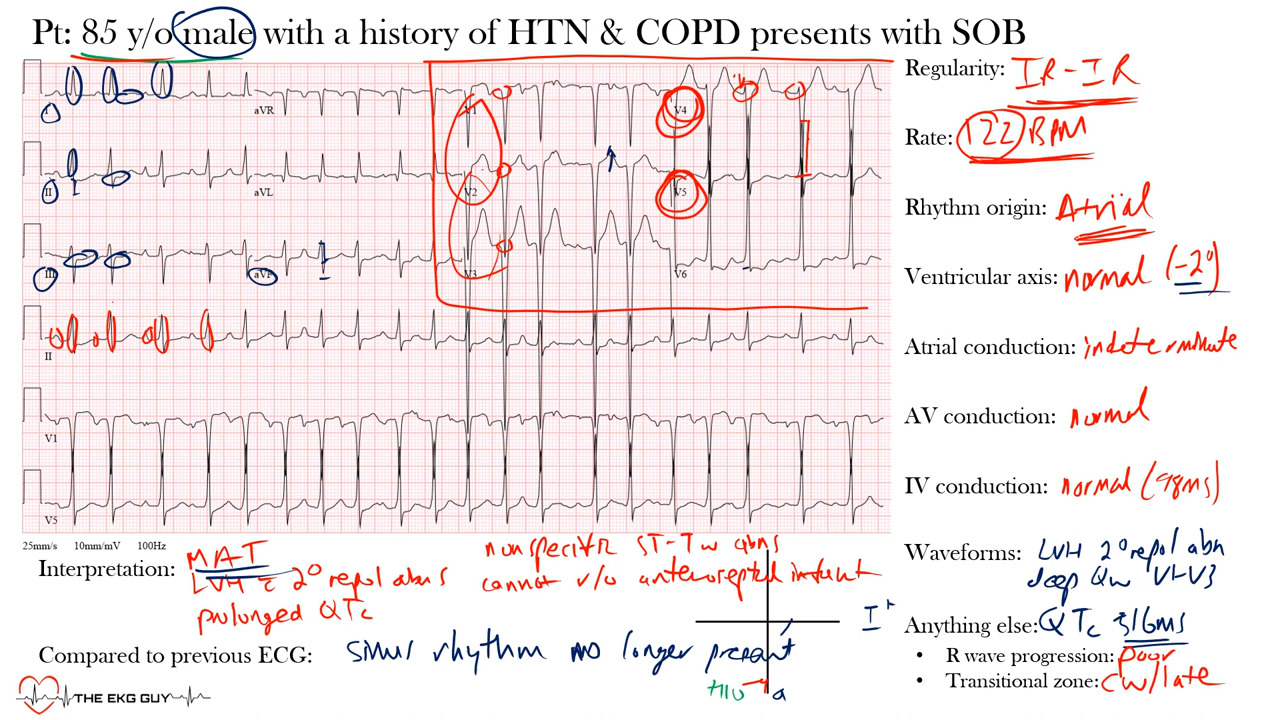 Pt: 85 y/o male with a history of HTN & COPD presents with SOB
Regularity: IR-IR
Rate: 122 BPM
Rhythm origin: Atrial
Ventricular axis: normal (-2°)
Atrial conduction: indeterminate
AV conduction: normal
IV conduction: normal (98ms)
Waveforms: LVH 2° repol abn
deep Qw V1-V3
Anything else: QTc 516ms
• R wave progression: poor
• Transitional zone: CW/late
I
aVR
V1
V4
II
aVL
V2
V5
III
aVF
V3
V6
II
V1
V5
25mm/s 10mm/mV 100Hz
Interpretation: MAT
LVH c̄ 2° repol abns
prolonged QTc
nonspecific ST-Tw abns
cannot r/o anteroseptal infarct
I+
Compared to previous ECG: sinus rhythm no longer present
a
THE EKG GUY